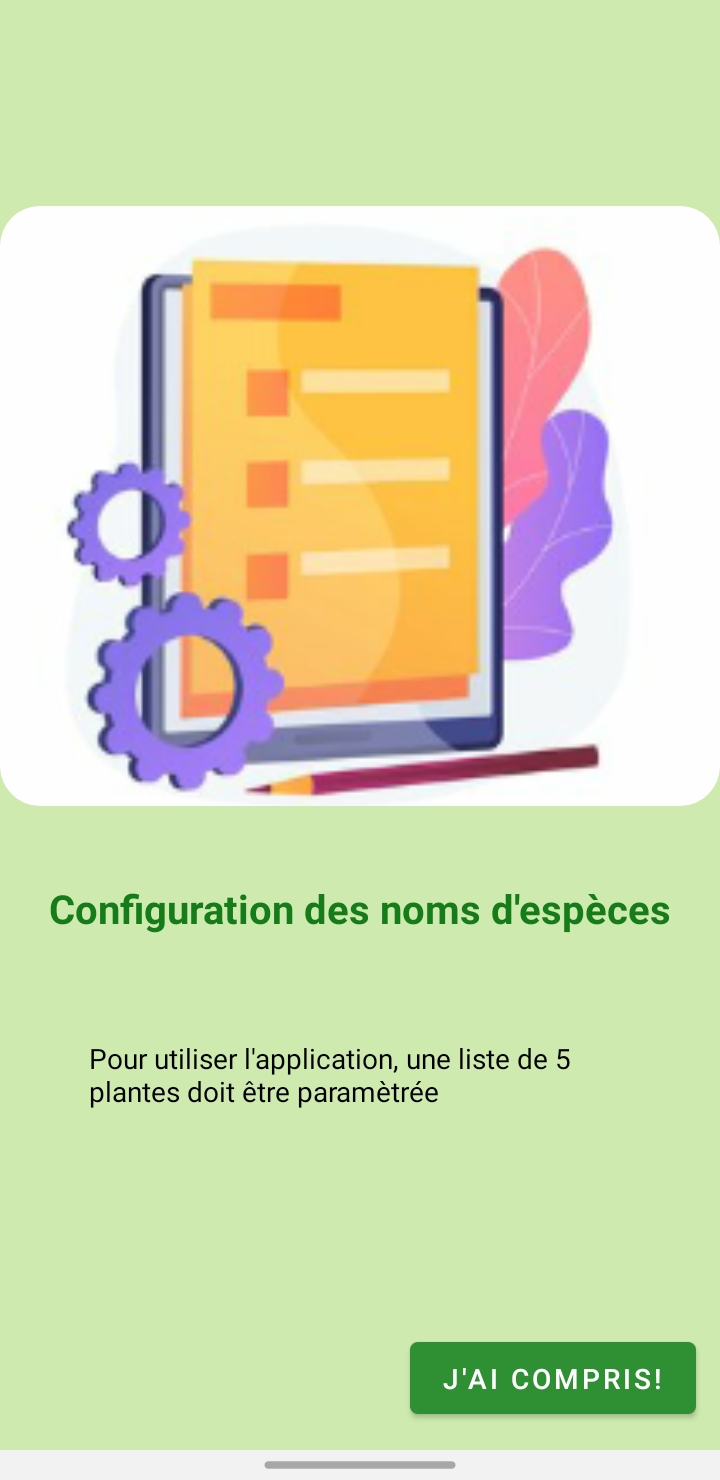 Configuration des noms d'espèces
Pour utiliser l'application, une liste de 5
plantes doit être paramètrée
J'AI COMPRIS!